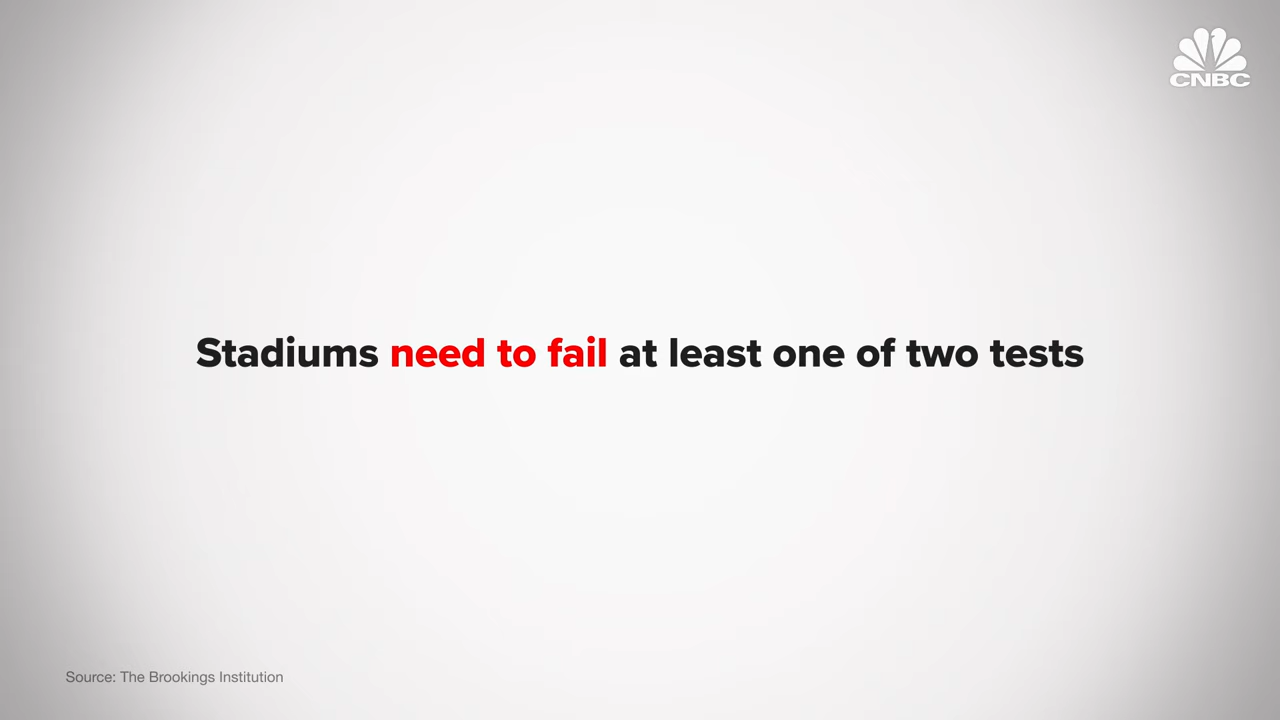 CNBC
Stadiums need to fail at least one of two tests
Source: The Brookings Institution